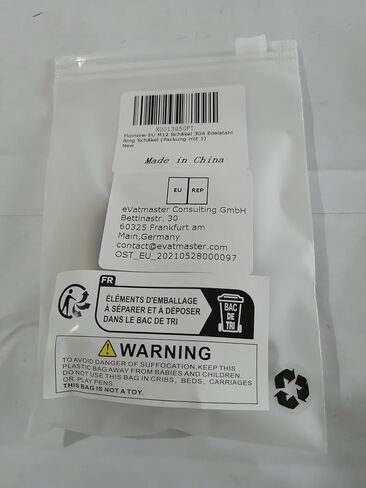 X001395GFT
Flomore-EU M12 Schäkel 304 Edelstahl
Ring Schäkel (Packung mit 1)
New
Made in China
EU REP
eVatmaster Consulting GmbH
Bettinastr. 30
60325 Frankfurt am
Main,Germany
contact@evatmaster.com
OST_EU_20210528000097
FR
ÉLÉMENTS D'EMBALLAGE
À SÉPARER ET À DÉPOSER
DANS LE BAC DE TRI
BAC
DE
TRI
WARNING
TO AVOID DANGER OF SUFFOCATION,KEEP THIS
PLASTIC BAG AWAY FROM BABIES AND CHILDREN.
DO NOT USE THIS BAG IN CRIBS, BEDS, CARRIAGES
OR PLAY PENS.
THIS BAG IS NOT A TOY.